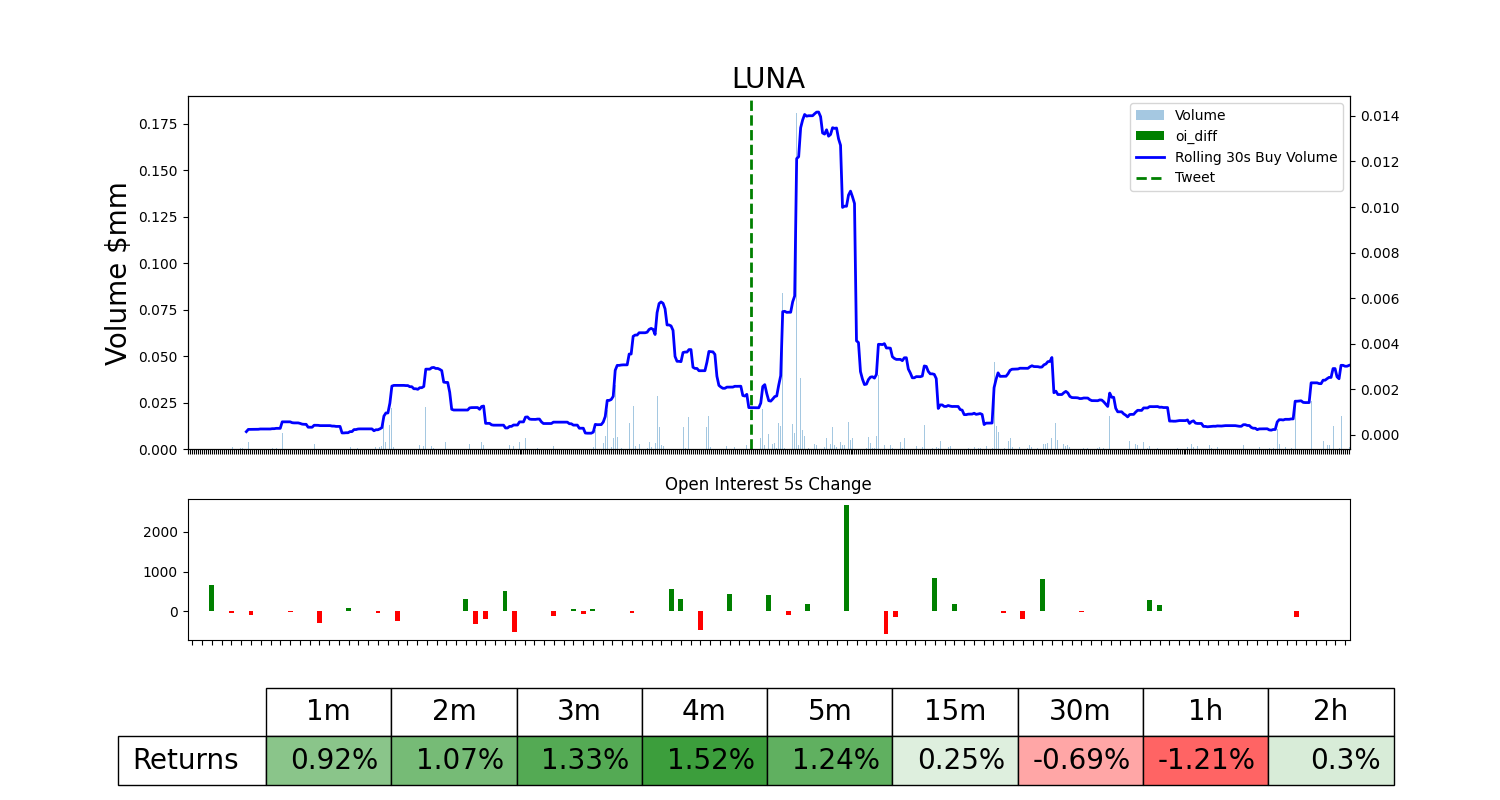 LUNA
Volume $mm
0.175
0.150
0.125
0.100
0.075
0.050
0.025
0.000
0.014
0.012
0.010
0.008
0.006
0.004
0.002
0.000
Volume
oi_diff
Rolling 30s Buy Volume
Tweet
Open Interest 5s Change
2000
1000
0
1m 2m 3m 4m 5m 15m 30m 1h 2h
Returns 0.92% 1.07% 1.33% 1.52% 1.24% 0.25% -0.69% -1.21% 0.3%